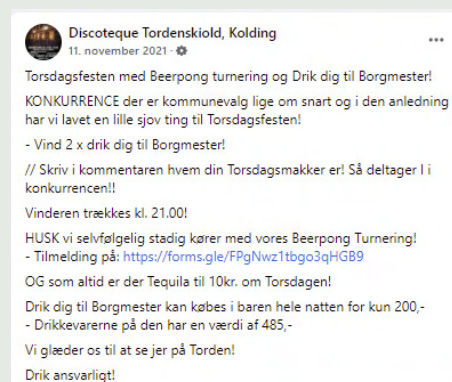 Discoteque Tordenskiold, Kolding
11. november 2021 ·
Torsdagsfesten med Beerpong turnering og Drik dig til Borgmester!
KONKURRENCE der er kommunevalg lige om snart og i den anledning
har vi lavet en lille sjov ting til Torsdagsfesten!
- Vind 2 x drik dig til Borgmester!
// Skriv i kommentaren hvem din Torsdagsmakker er! Så deltager I i
konkurrencen!!
Vinderen trækkes kl. 21.00!
HUSK vi selvfølgelig stadig kører med vores Beerpong Turnering!
- Tilmelding på: https://forms.gle/FPgNwz1tbgo3qHGB9
OG som altid er der Tequila til 10kr. om Torsdagen!
Drik dig til Borgmester kan købes i baren hele natten for kun 200,-
- Drikkevarerne på den har en værdi af 485,-
Vi glæder os til at se jer på Torden!
Drik ansvarligt!